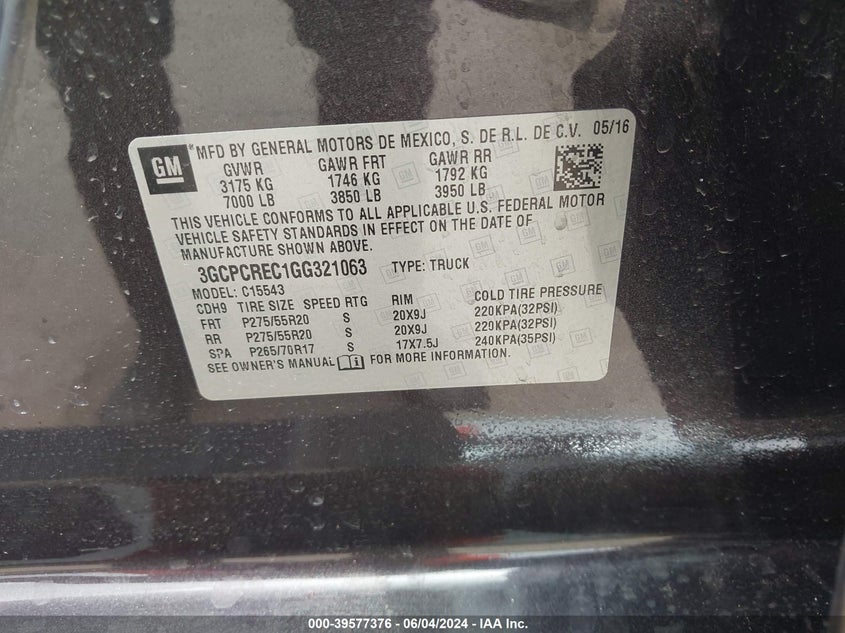 GM *MFD BY GENERAL MOTORS DE MEXICO, S. DE R.L. DE C.V. 05/16
GVWR GAWR FRT GAWR RR
3175 KG 1746 KG 1792 KG
7000 LB 3850 LB 3950 LB
THIS VEHICLE CONFORMS TO ALL APPLICABLE U.S. FEDERAL MOTOR
VEHICLE SAFETY STANDARDS IN EFFECT ON THE DATE OF
MANUFACTURE SHOWN ABOVE.
3GCPCREC1GG321063 TYPE: TRUCK
MODEL: C15543
CDH9 TIRE SIZE SPEED RTG RIM COLD TIRE PRESSURE
FRT P275/55R20 S 20X9J 220KPA(32PSI)
RR P275/55R20 S 20X9J 220KPA(32PSI)
SPA P265/70R17 S 17X7.5J 240KPA(35PSI)
SEE OWNER'S MANUAL FOR MORE INFORMATION.
000-39577376 | 06/04/2024 - IAA Inc.